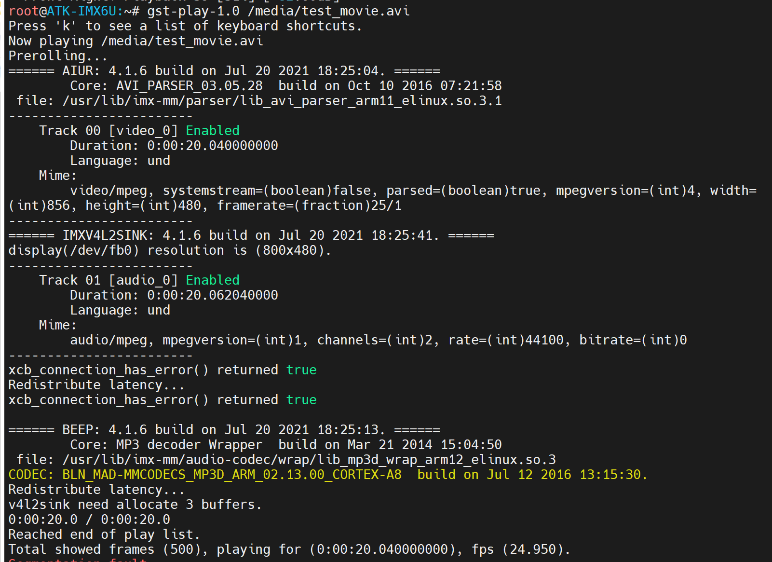 root@ATK-IMX6U:~# gst-play-1.0 /media/test_movie.avi
Press 'k' to see a list of keyboard shortcuts.
Now playing /media/test_movie.avi
Prerolling...
====== AIUR: 4.1.6 build on Jul 20 2021 18:25:04. ======
        Core: AVI_PARSER_03.05.28  build on Oct 10 2016 07:21:58
 file: /usr/lib/imx-mm/parser/lib_avi_parser_arm11_elinux.so.3.1
------------------------
    Track 00 [video_0] Enabled
        Duration: 0:00:20.040000000
        Language: und
    Mime:
        video/mpeg, systemstream=(boolean)false, parsed=(boolean)true, mpegversion=(int)4, width=
(int)856, height=(int)480, framerate=(fraction)25/1
------------------------
====== IMXV4L2SINK: 4.1.6 build on Jul 20 2021 18:25:41. ======
display(/dev/fb0) resolution is (800x480).
------------------------
    Track 01 [audio_0] Enabled
        Duration: 0:00:20.062040000
        Language: und
    Mime:
        audio/mpeg, mpegversion=(int)1, channels=(int)2, rate=(int)44100, bitrate=(int)0
------------------------
xcb_connection_has_error() returned true
Redistribute latency...
xcb_connection_has_error() returned true
====== BEEP: 4.1.6 build on Jul 20 2021 18:25:13. ======
        Core: MP3 decoder Wrapper  build on Mar 21 2014 15:04:50
 file: /usr/lib/imx-mm/audio-codec/wrap/lib_mp3d_wrap_arm12_elinux.so.3
CODEC: BLN_MAD-MMCODECS_MP3D_ARM_02.13.00_CORTEX-A8  build on Jul 12 2016 13:15:30.
Redistribute latency...
v4l2sink need allocate 3 buffers.
0:00:20.0 / 0:00:20.0
Reached end of play list.
Total showed frames (500), playing for (0:00:20.040000000), fps (24.950).